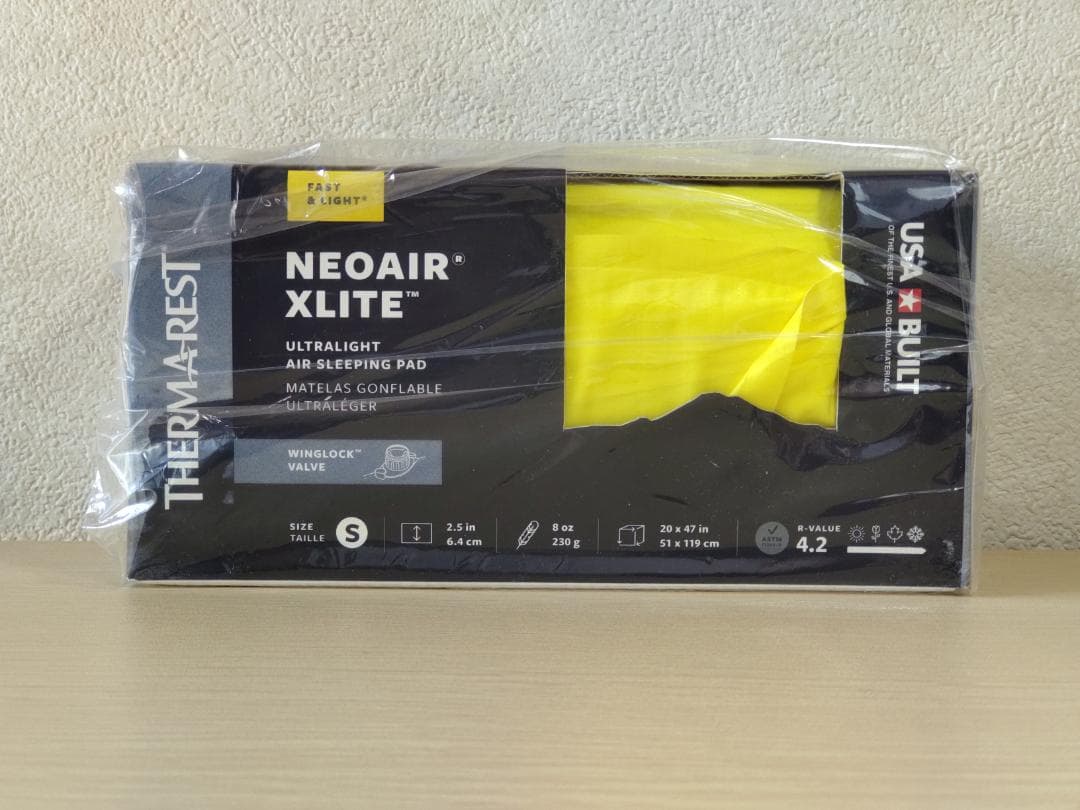 THERMAREST
FAST
& LIGHT®
NEOAIR®
XLITE™
ULTRALIGHT
AIR SLEEPING PAD
MATELAS GONFLABLE
ULTRALÉGER
WINGLOCK™
VALVE
SIZE
TAILLE
S
2.5 in
6.4 cm
8 oz
230 g
20 x 47 in
51 x 119 cm
ASTM
R-VALUE
4.2
USA ★ BUILT
OF THE FINEST U.S. AND GLOBAL MATERIALS